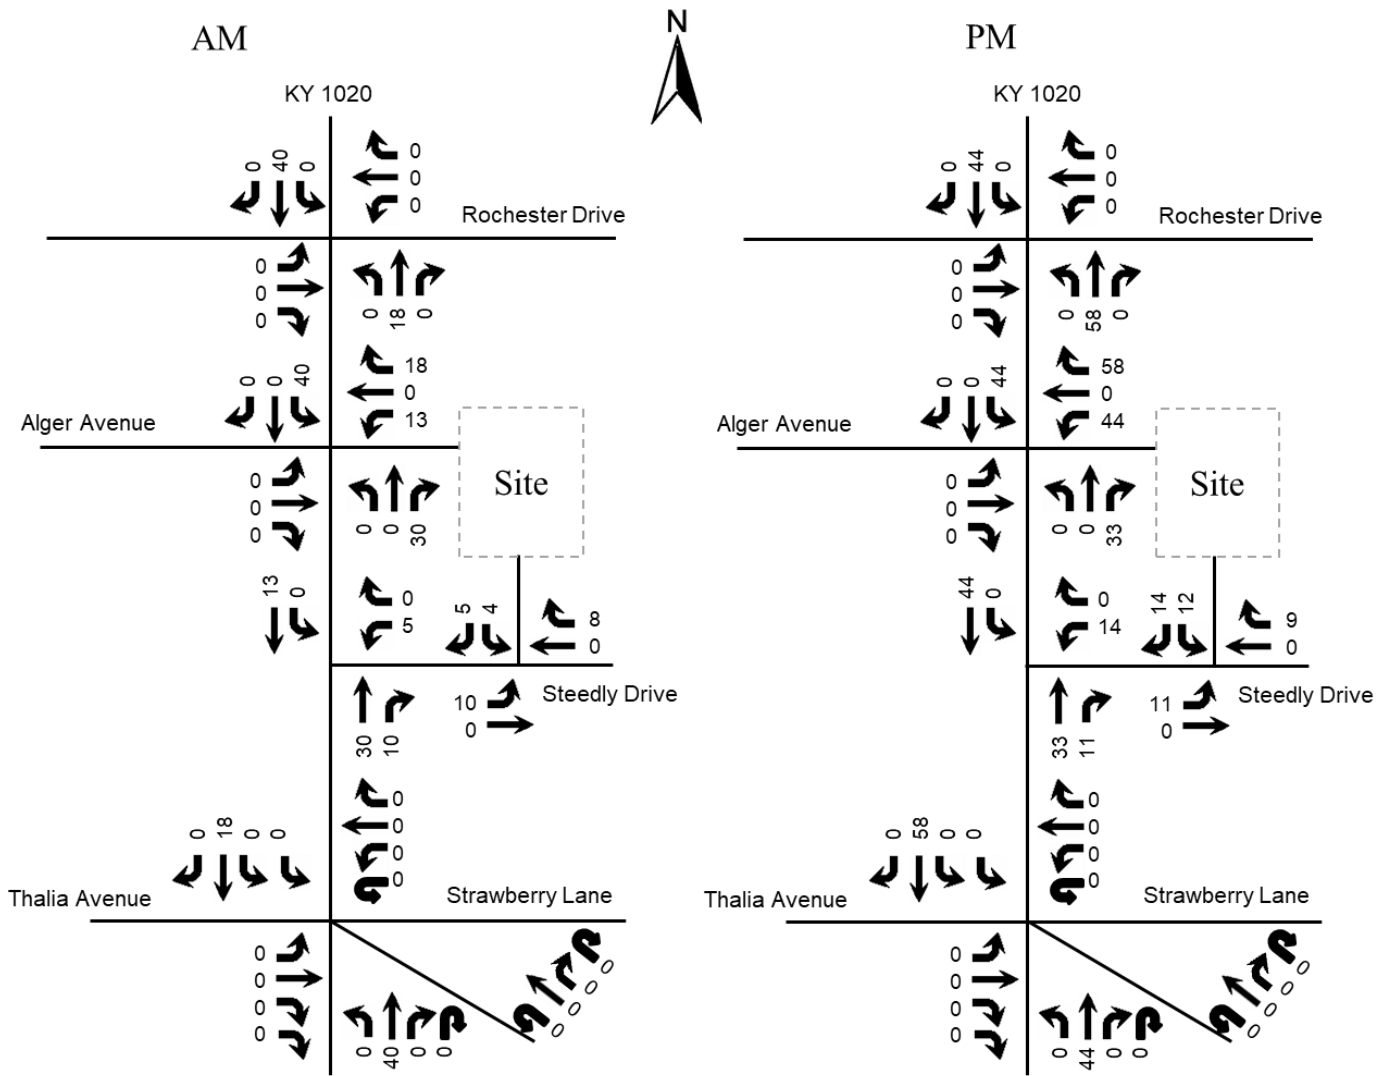 AM
N
PM
KY 1020
KY 1020
0 40 0
0
0
0
Rochester Drive
0
0
0
0 18 0
0 44 0
0
0
0
Rochester Drive
0
0
0
0 58 0
0 0 40
18
0
13
Alger Avenue
0
0
0
0 0 30
Site
0 0 44
58
0
44
Alger Avenue
0
0
0
0 0 33
Site
13 0
0
5
5 4
8
0
Steedly Drive
30 10
10
0
44 0
0
14
14 12
9
0
Steedly Drive
33 11
11
0
0 18 0 0
0
0
0
0
Thalia Avenue
Strawberry Lane
0
0
0
0
0 40 0 0
0 0 0 0
0 58 0 0
0
0
0
0
Thalia Avenue
Strawberry Lane
0
0
0
0
0 44 0 0
0 0 0 0